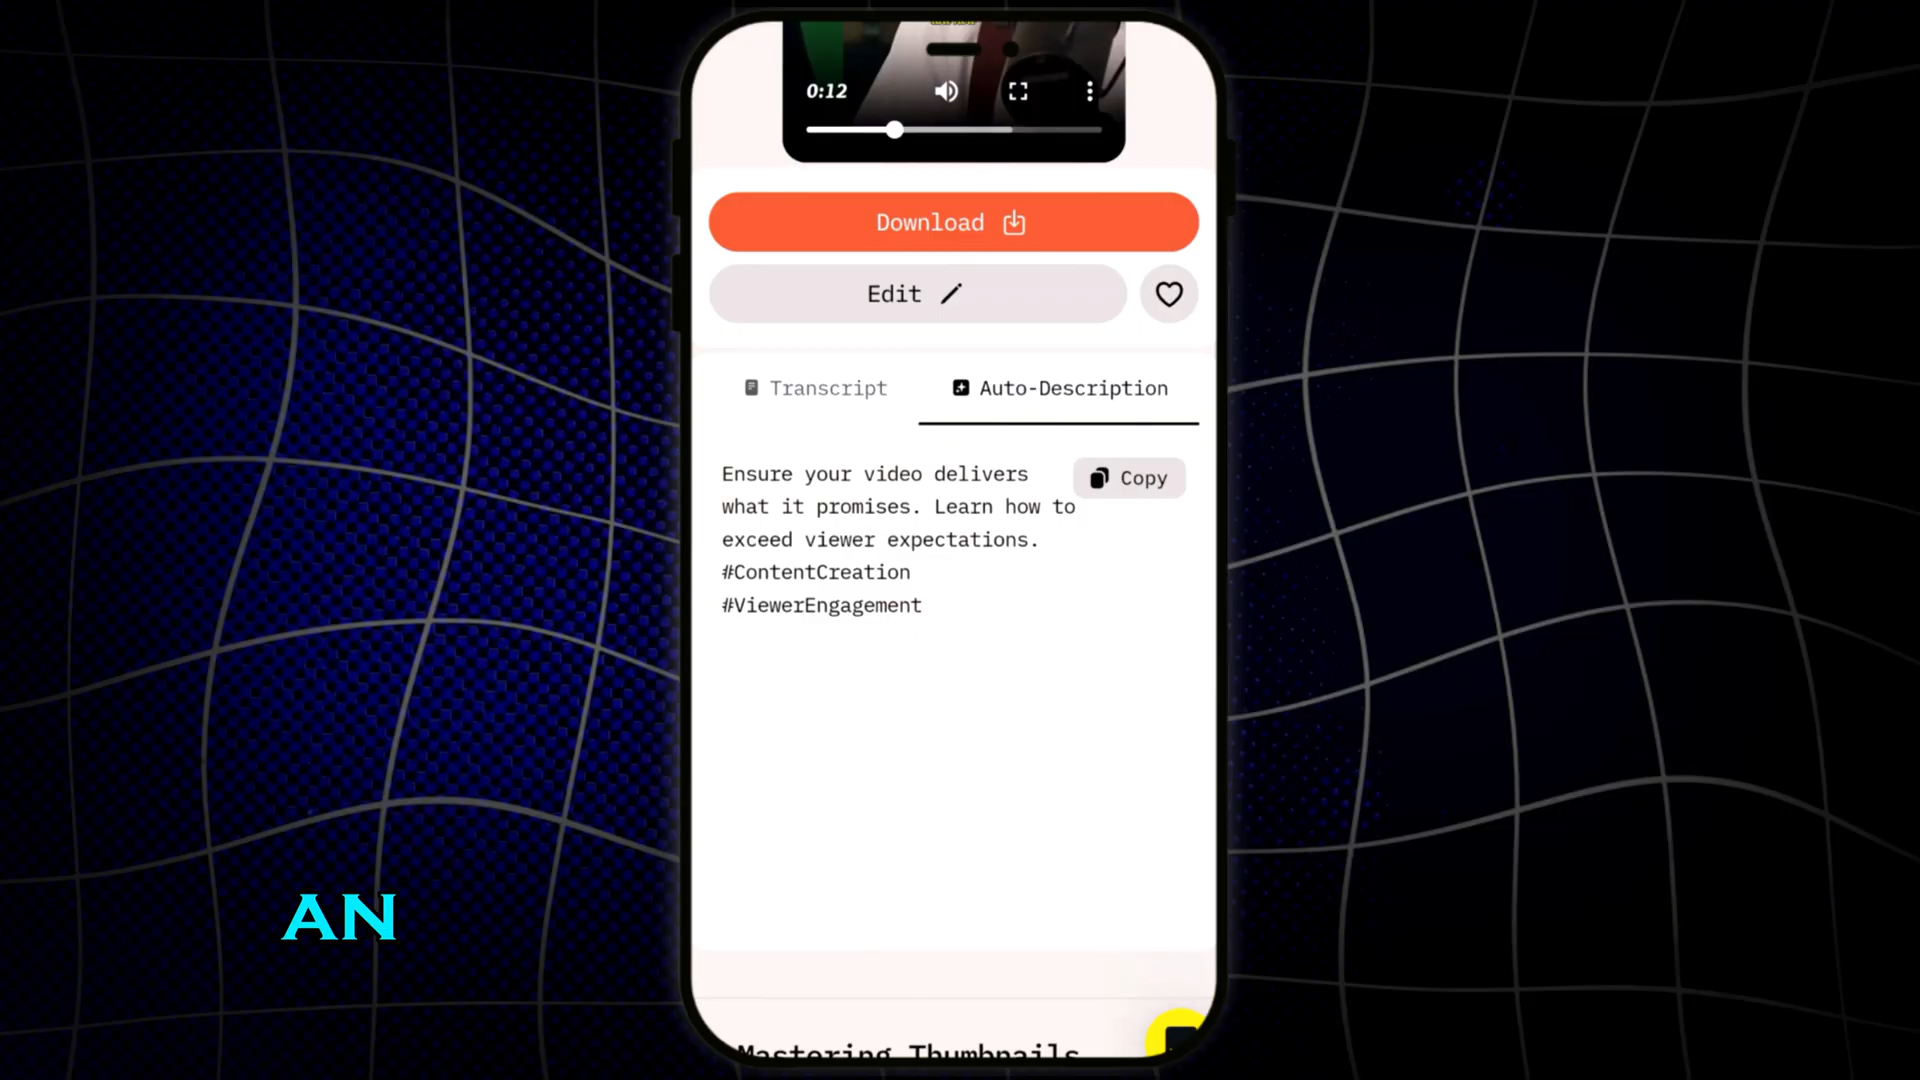 0:12
Download
Edit
Transcript
Auto-Description
Ensure your video delivers
Copy
what it promises. Learn how to
exceed viewer expectations.
#ContentCreation
#ViewerEngagement
AN
Mastering Thumbnails